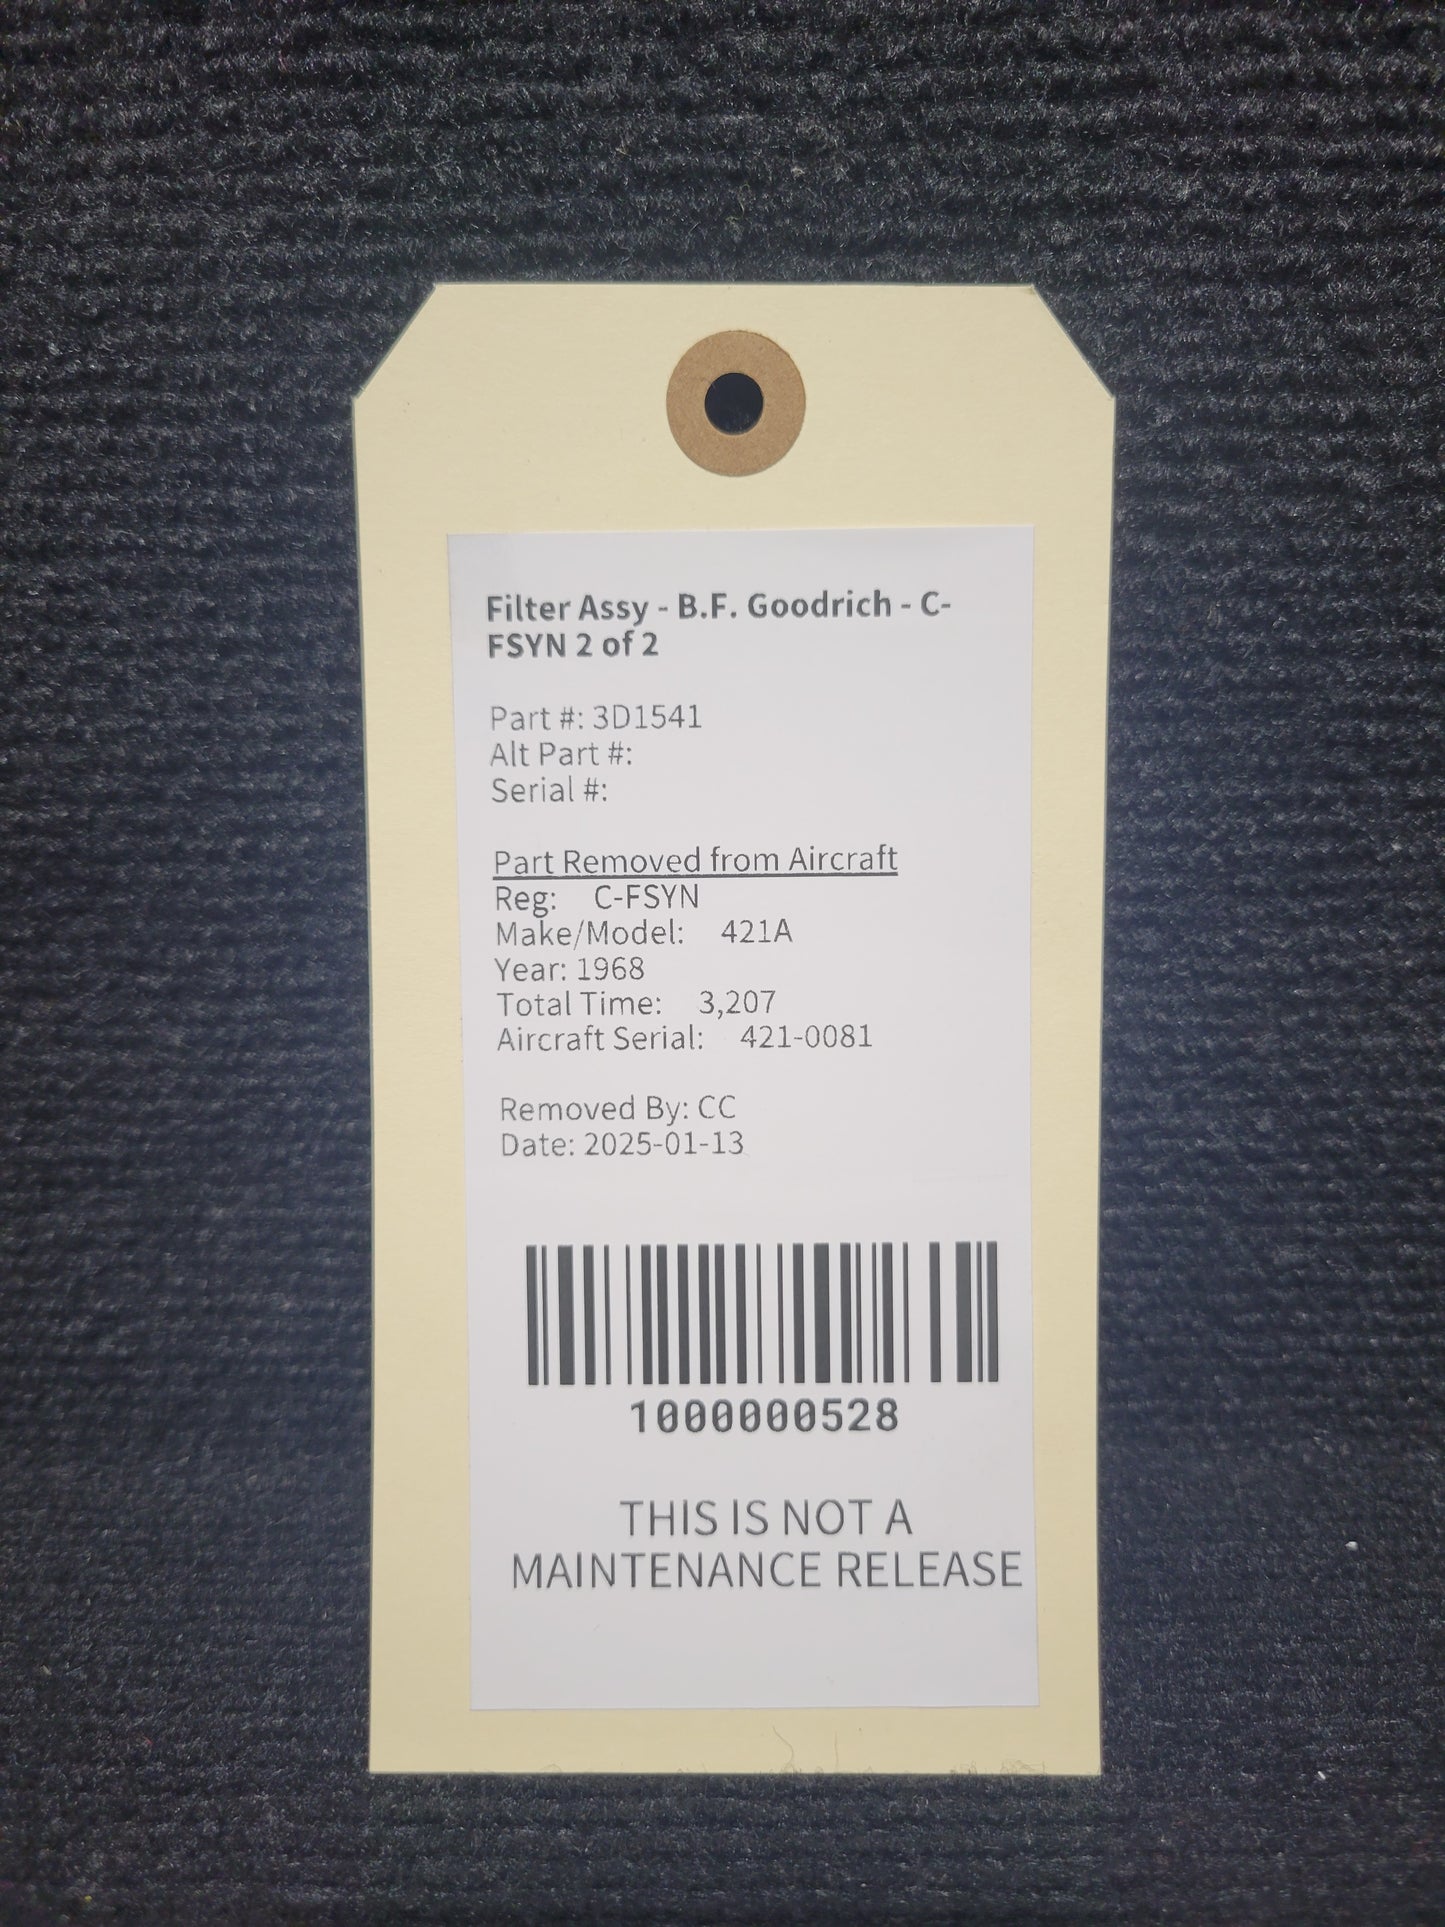 Filter Assy - B.F. Goodrich - C-
FSYN 2 of 2
Part #: 3D1541
Alt Part #:
Serial #:
Part Removed from Aircraft
Reg: C-FSYN
Make/Model: 421A
Year: 1968
Total Time: 3,207
Aircraft Serial: 421-0081
Removed By: CC
Date: 2025-01-13
1000000528
THIS IS NOT A
MAINTENANCE RELEASE